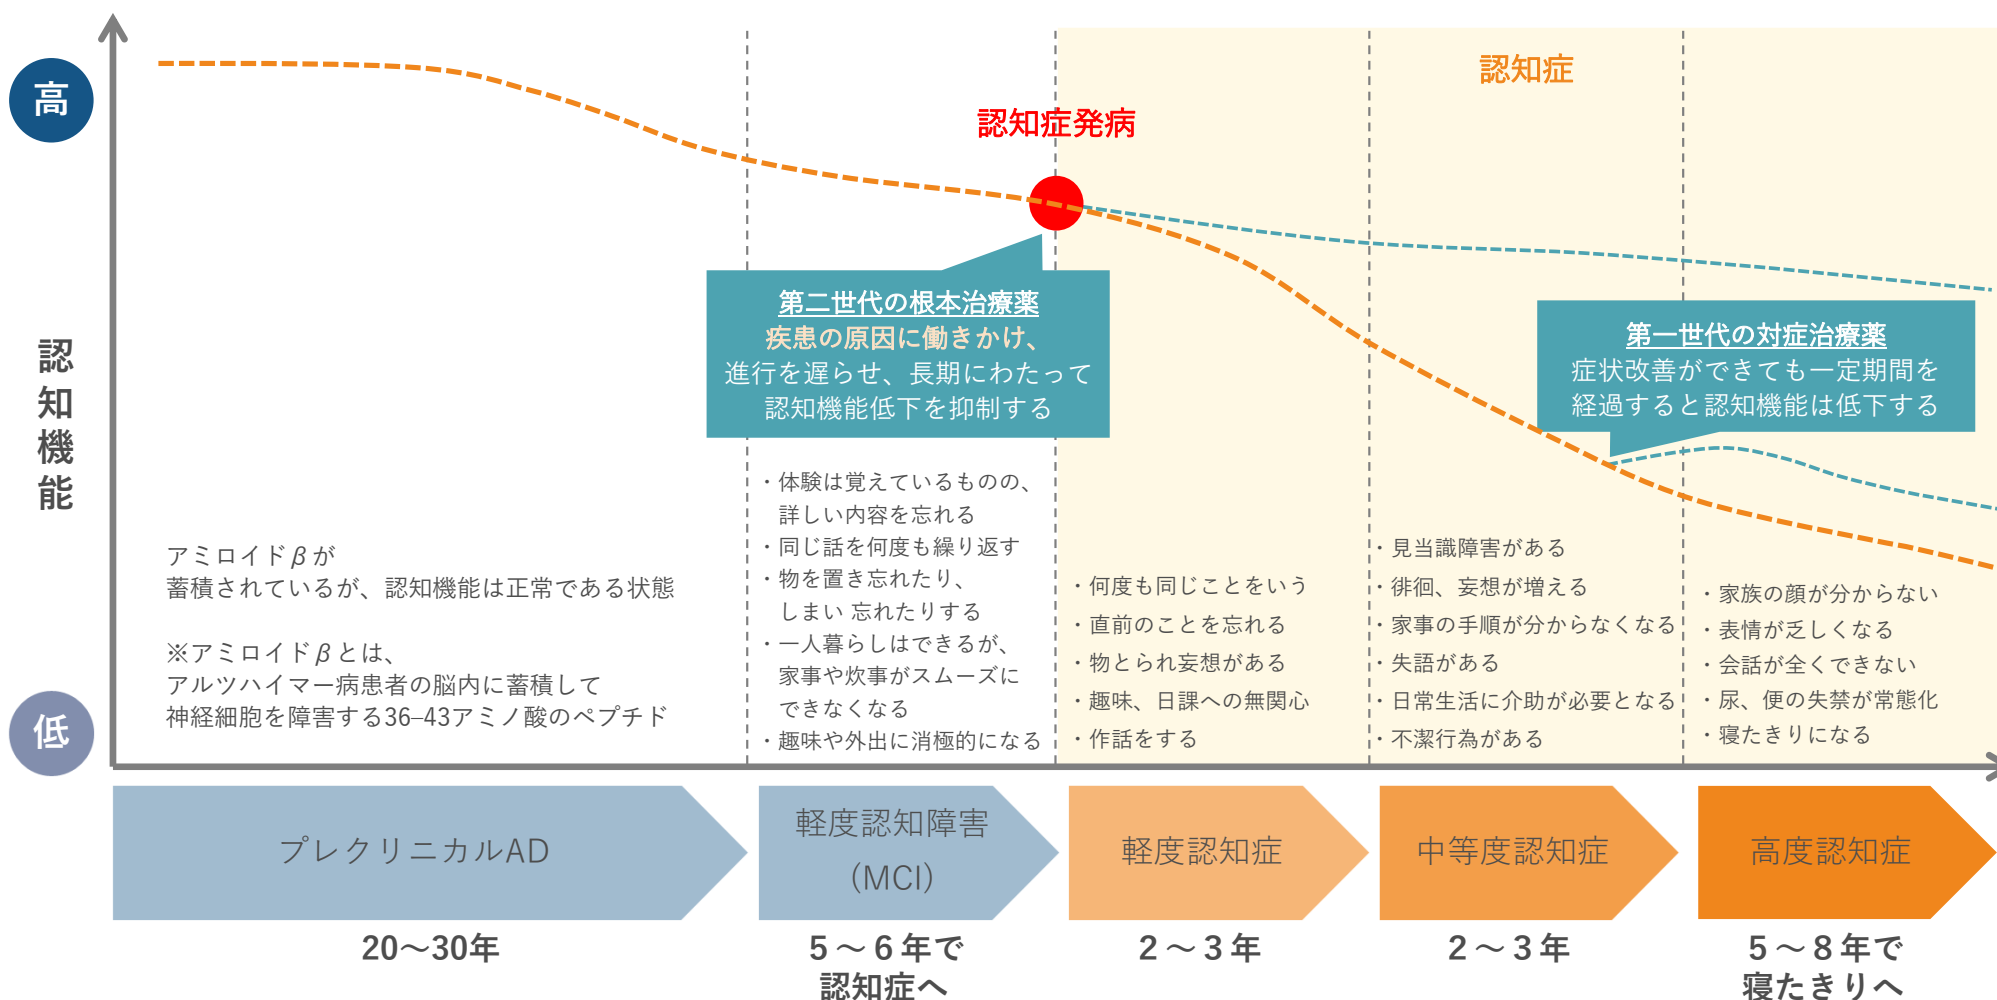 高
認知機能
低
認知症
認知症発病
第二世代の根本治療薬
疾患の原因に働きかけ、
進行を遅らせ、長期にわたって
認知機能低下を抑制する
第一世代の対症治療薬
症状改善ができても一定期間を
経過すると認知機能は低下する
アミロイドβが
蓄積されているが、認知機能は正常である状態
※アミロイドβとは、
アルツハイマー病患者の脳内に蓄積して
神経細胞を障害する36–43アミノ酸のペプチド
・体験は覚えているものの、
詳しい内容を忘れる
・同じ話を何度も繰り返す
・物を置き忘れたり、
しまい 忘れたりする
・一人暮らしはできるが、
家事や炊事がスムーズに
できなくなる
・趣味や外出に消極的になる
・何度も同じことをいう
・直前のことを忘れる
・物とられ妄想がある
・趣味、日課への無関心
・作話をする
・見当識障害がある
・徘徊、妄想が増える
・家事の手順が分からなくなる
・失語がある
・日常生活に介助が必要となる
・不潔行為がある
・家族の顔が分からない
・表情が乏しくなる
・会話が全くできない
・尿、便の失禁が常態化
・寝たきりになる
プレクリニカルAD
軽度認知障害
(MCI)
軽度認知症
中等度認知症
高度認知症
20～30年
5～6年で
認知症へ
2～3年
2～3年
5～8年で
寝たきりへ